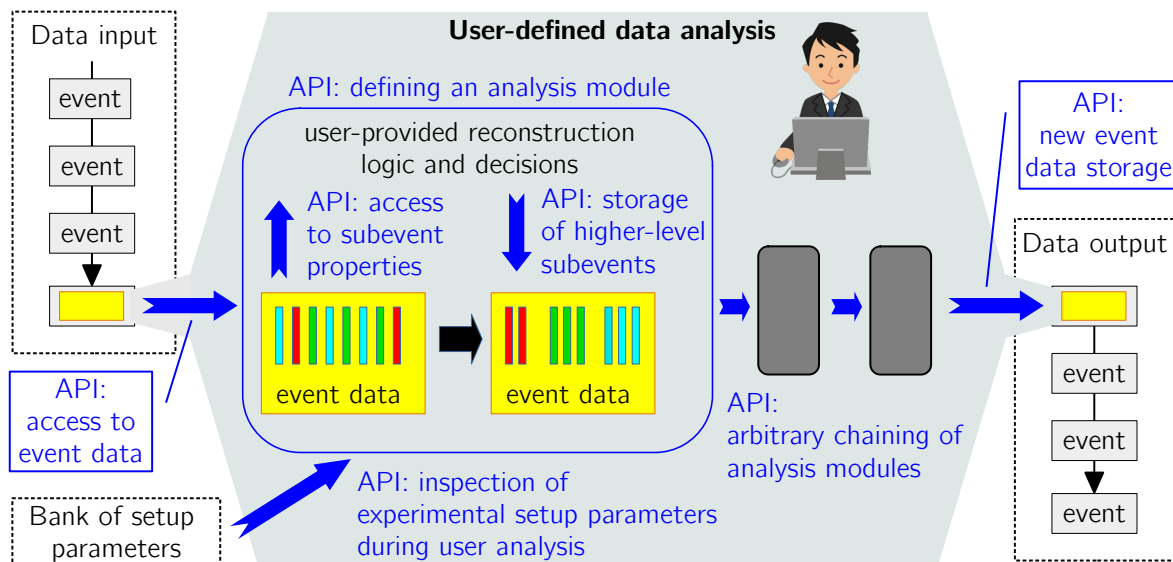 Data input
event
event
event
API:
access to
event data
Bank of setup
parameters
User-defined data analysis
API: defining an analysis module
user-provided reconstruction
logic and decisions
API: access
to subevent
properties
API: storage
of higher-level
subevents
event data
event data
API: inspection of
experimental setup parameters
during user analysis
API:
arbitrary chaining of
analysis modules
API:
new event
data storage
Data output
event
event
event